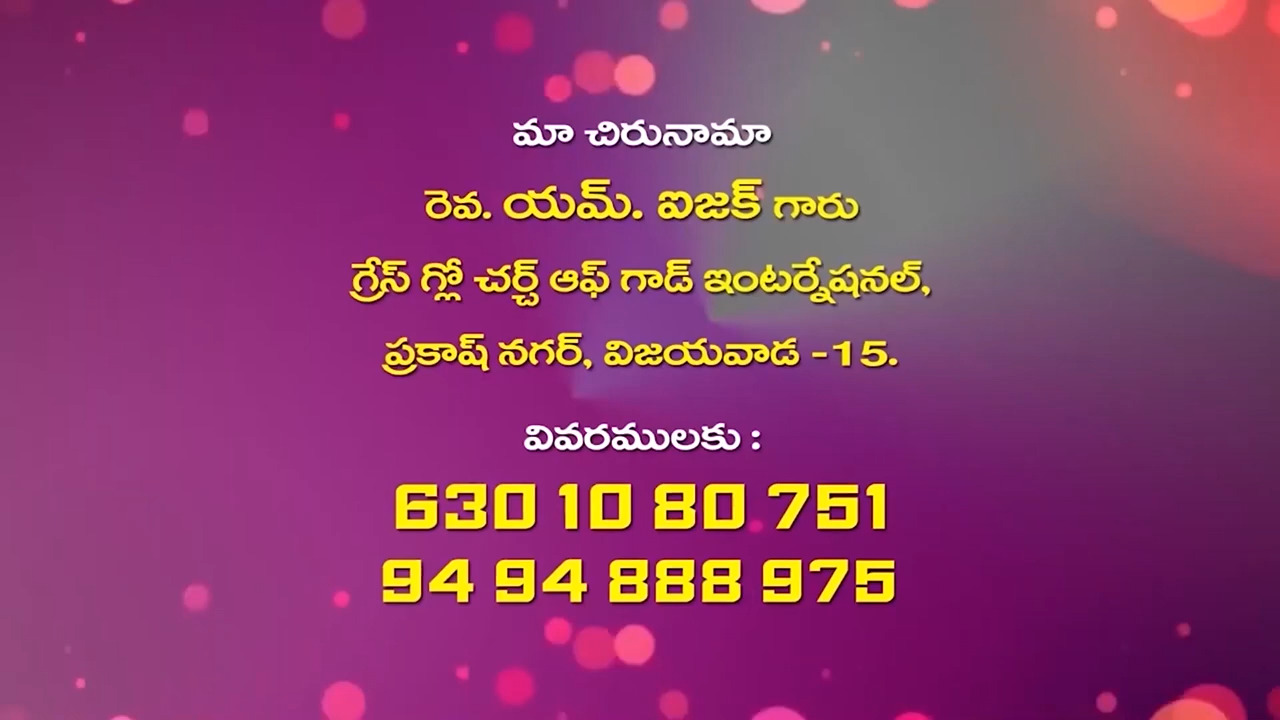 మా చిరునామా
రెవ. యమ్. ఐజక్ గారు
గ్రేస్ గ్లో చర్చ్ ఆఫ్ గాడ్ ఇంటర్నేషనల్,
ప్రకాష్ నగర్, విజయవాడ -15.
వివరములకు :
630 10 80 751
94 94 888 975